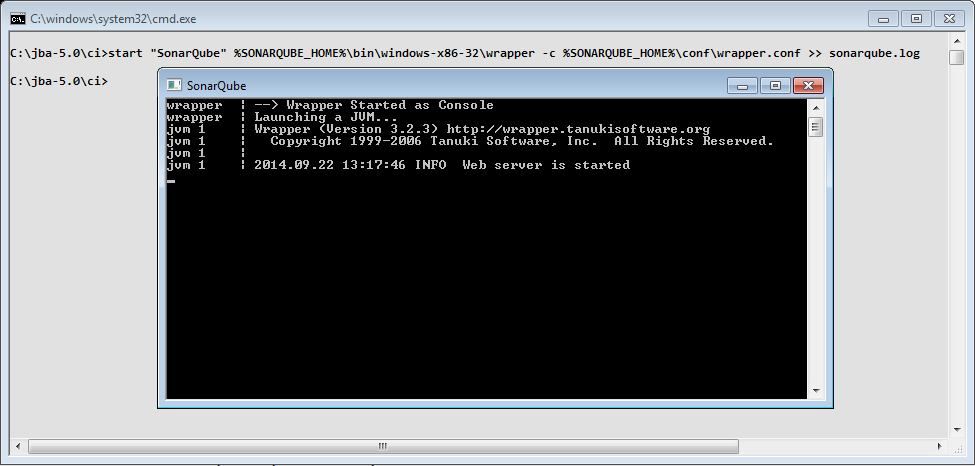 C:\windows\system32\cmd.exe
C:\jba-5.0\ci>start "SonarQube" %SONARQUBE_HOME%\bin\windows-x86-32\wrapper -c %SONARQUBE_HOME%\conf\wrapper.conf >> sonarqube.log
C:\jba-5.0\ci>
SonarQube
wrapper  | --> Wrapper Started as Console
wrapper  | Launching a JVM...
jvm 1    | Wrapper (Version 3.2.3) http://wrapper.tanukisoftware.org
jvm 1    |   Copyright 1999-2006 Tanuki Software, Inc.  All Rights Reserved.
jvm 1    |
jvm 1    | 2014.09.22 13:17:46 INFO  Web server is started